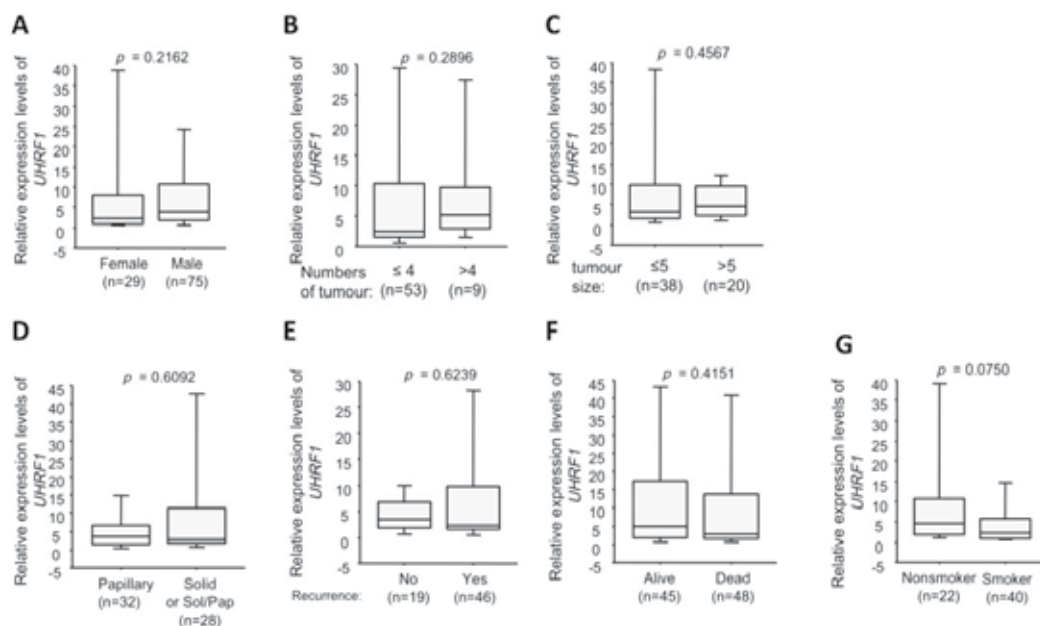 A
Relative expression levels of
UHRF1
p = 0.2162
40
35
30
25
20
15
10
5
0
-5
Female
(n=29)
Male
(n=75)
B
Relative expression levels of
UHRF1
p = 0.2896
30
25
20
15
10
5
0
Numbers
of tumour:
≤ 4
(n=53)
>4
(n=9)
C
Relative expression levels of
UHRF1
p = 0.4567
40
35
30
25
20
15
10
5
0
-5
tumour
size:
≤5
(n=38)
>5
(n=20)
D
Relative expression levels of
UHRF1
p = 0.6092
45
40
35
30
25
20
15
10
5
0
-5
Papillary
(n=32)
Solid
or Sol/Pap
(n=28)
E
Relative expression levels of
UHRF1
p = 0.6239
30
25
20
15
10
5
0
-5
Recurrence:
No
(n=19)
Yes
(n=46)
F
Relative expression levels of
UHRF1
p = 0.4151
45
40
35
30
25
20
15
10
5
0
-5
Alive
(n=45)
Dead
(n=48)
G
Relative expression levels of
UHRF1
p = 0.0750
40
35
30
25
20
15
10
5
0
-5
Nonsmoker
(n=22)
Smoker
(n=40)